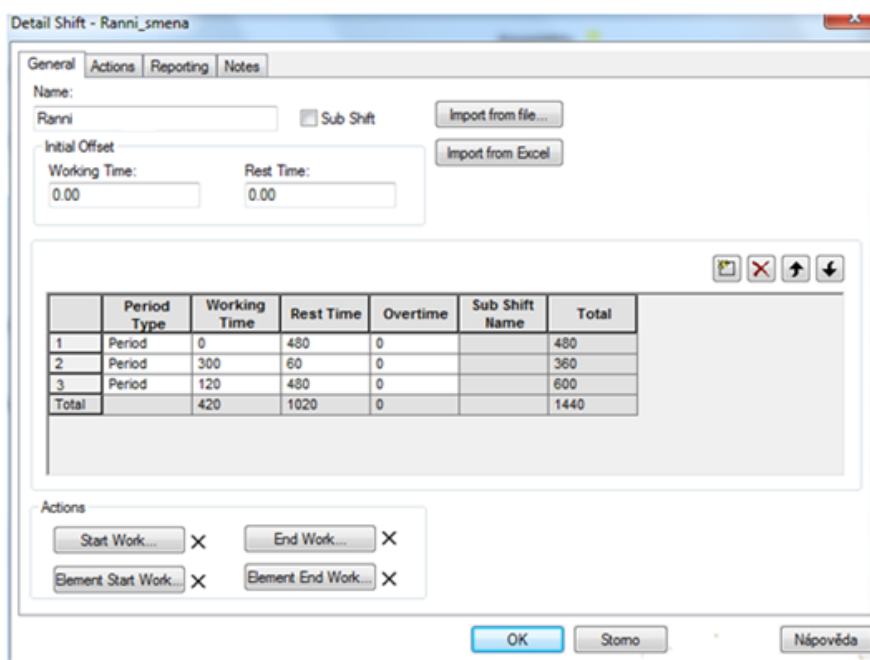 Detail Shift - Ranni_smena
General Actions Reporting Notes
Name:
Ranni Sub Shift Import from file...
Initial Offset Import from Excel
Working Time: Rest Time:
0.00 0.00
Period Type Working Time Rest Time Overtime Sub Shift Name Total
1 Period 0 480 0 480
2 Period 300 60 0 360
3 Period 120 480 0 600
Total 420 1020 0 1440
Actions
Start Work... End Work...
Element Start Work... Element End Work...
OK Storno Nápověda